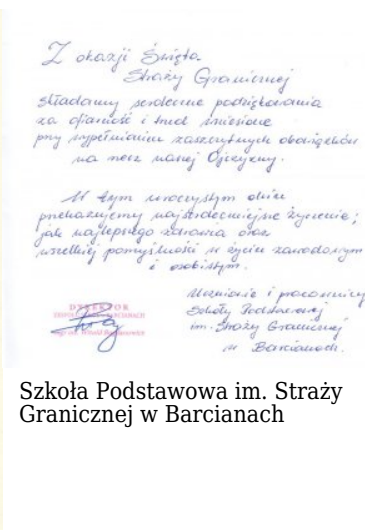 Z okazji Święta
Straży Granicznej
składamy serdeczne podziękowania
za ofiarność i trud wniesione
przy wypełnianiu zaszczytnych obowiązków
na rzecz naszej Ojczyzny.
W tym uroczystym dniu
przekazujemy najserdeczniejsze życzenia;
jak najlepszego zdrowia oraz
wszelkiej pomyślności w życiu zawodowym
i osobistym.
Uczniowie i pracownicy
Szkoły Podstawowej
im. Straży Granicznej
w Barcianach.
DYREKTOR
Szkoła Podstawowa im. Straży
Granicznej w Barcianach